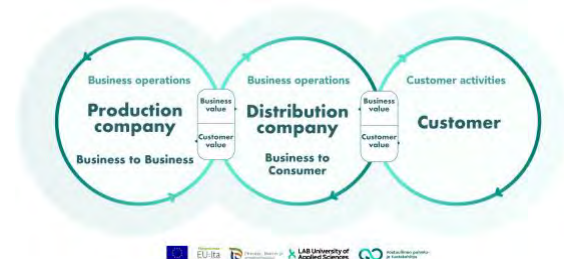 Business operations
Production
company
Business to Business
Business
value
Customer
value
Business operations
Distribution
company
Business to
Consumer
Business
value
Customer
value
Customer activities
Customer
EU:lta
LAB University of
Applied Sciences